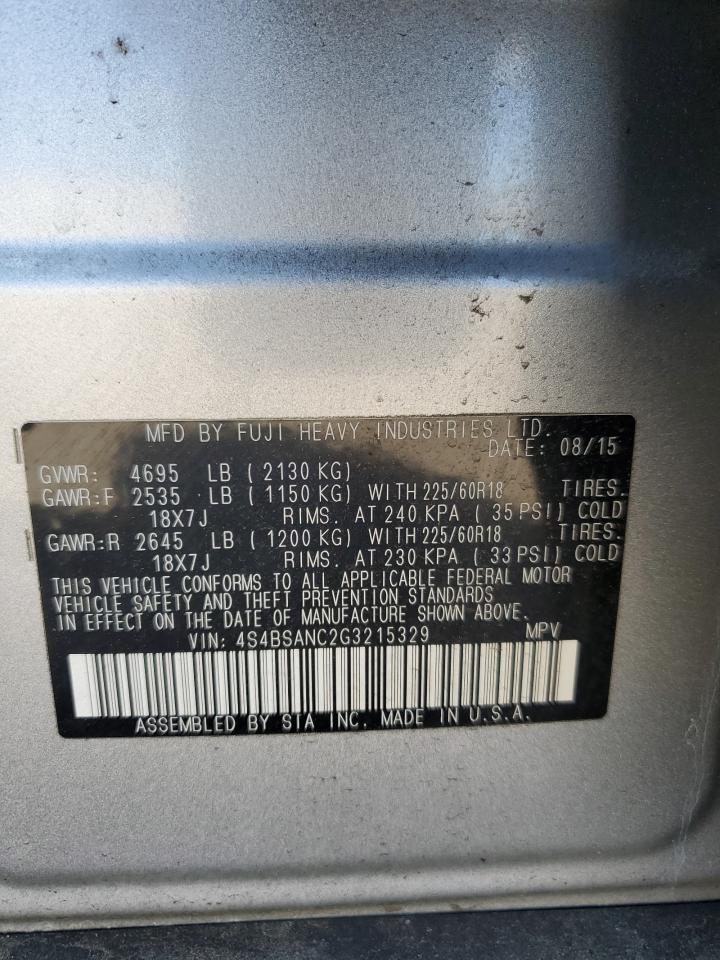 MFD BY FUJI HEAVY INDUSTRIES LTD.
DATE: 08/15
GVWR: 4695 LB ( 2130 KG)
GAWR:F 2535 LB ( 1150 KG) WITH 225/60R18 TIRES.
18X7J RIMS. AT 240 KPA ( 35 PSI) COLD
GAWR:R 2645 LB ( 1200 KG) WITH 225/60R18 TIRES.
18X7J RIMS. AT 230 KPA ( 33 PSI) COLD
THIS VEHICLE CONFORMS TO ALL APPLICABLE FEDERAL MOTOR
VEHICLE SAFETY AND THEFT PREVENTION STANDARDS
IN EFFECT ON THE DATE OF MANUFACTURE SHOWN ABOVE.
VIN: 4S4BSANC2G3215329 MPV
ASSEMBLED BY SIA INC. MADE IN U.S.A.